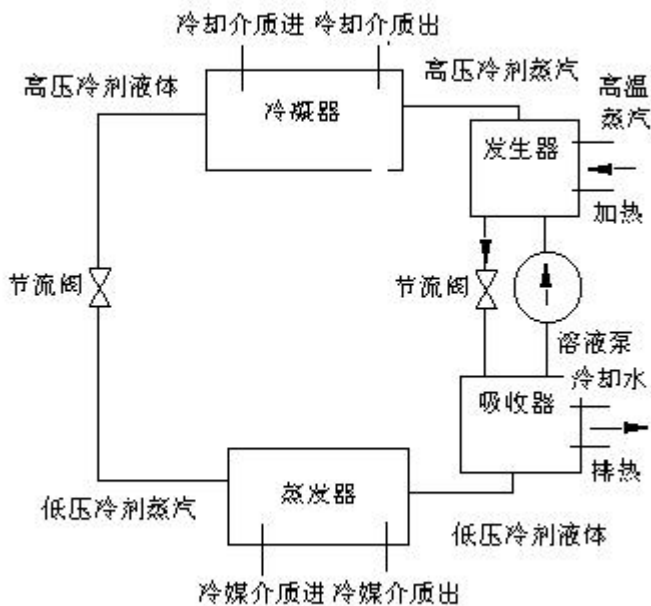 冷却介质进 冷却介质出
高压冷剂液体
高压冷剂蒸汽
冷凝器
高温
蒸汽
发生器
加热
节流阀
节流阀
溶液泵
冷却水
吸收器
排热
蒸发器
低压冷剂蒸汽
低压冷剂液体
冷媒介质进 冷媒介质出